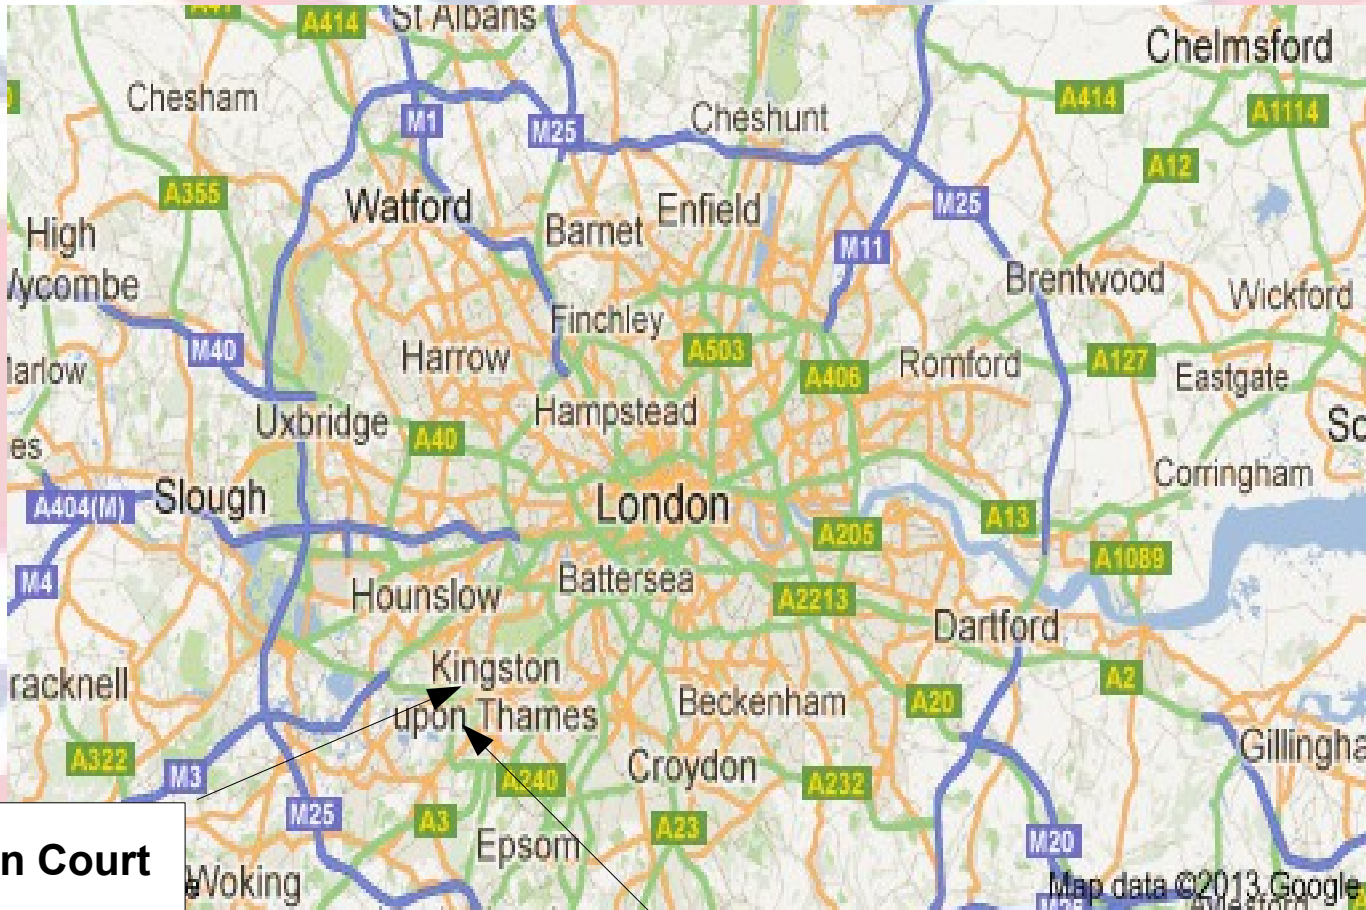 A414
St Albans
Chelmsford
Chesham
M1
M25
Cheshunt
A414
A1114
A12
A355
Watford
Barnet
Enfield
M25
High
Wycombe
M11
Brentwood
Wickford
Finchley
M40
Harrow
A503
A406
Romford
A127
Eastgate
Uxbridge
A40
Hampstead
Corringham
A404(M)
Slough
London
A205
A13
A1089
M4
Hounslow
Battersea
A2213
Dartford
Kingston
upon Thames
Beckenham
A20
A2
A322
M3
A240
Croydon
A232
M25
A3
Epsom
A23
M20
n Court
Woking
Map data ©2013 Google